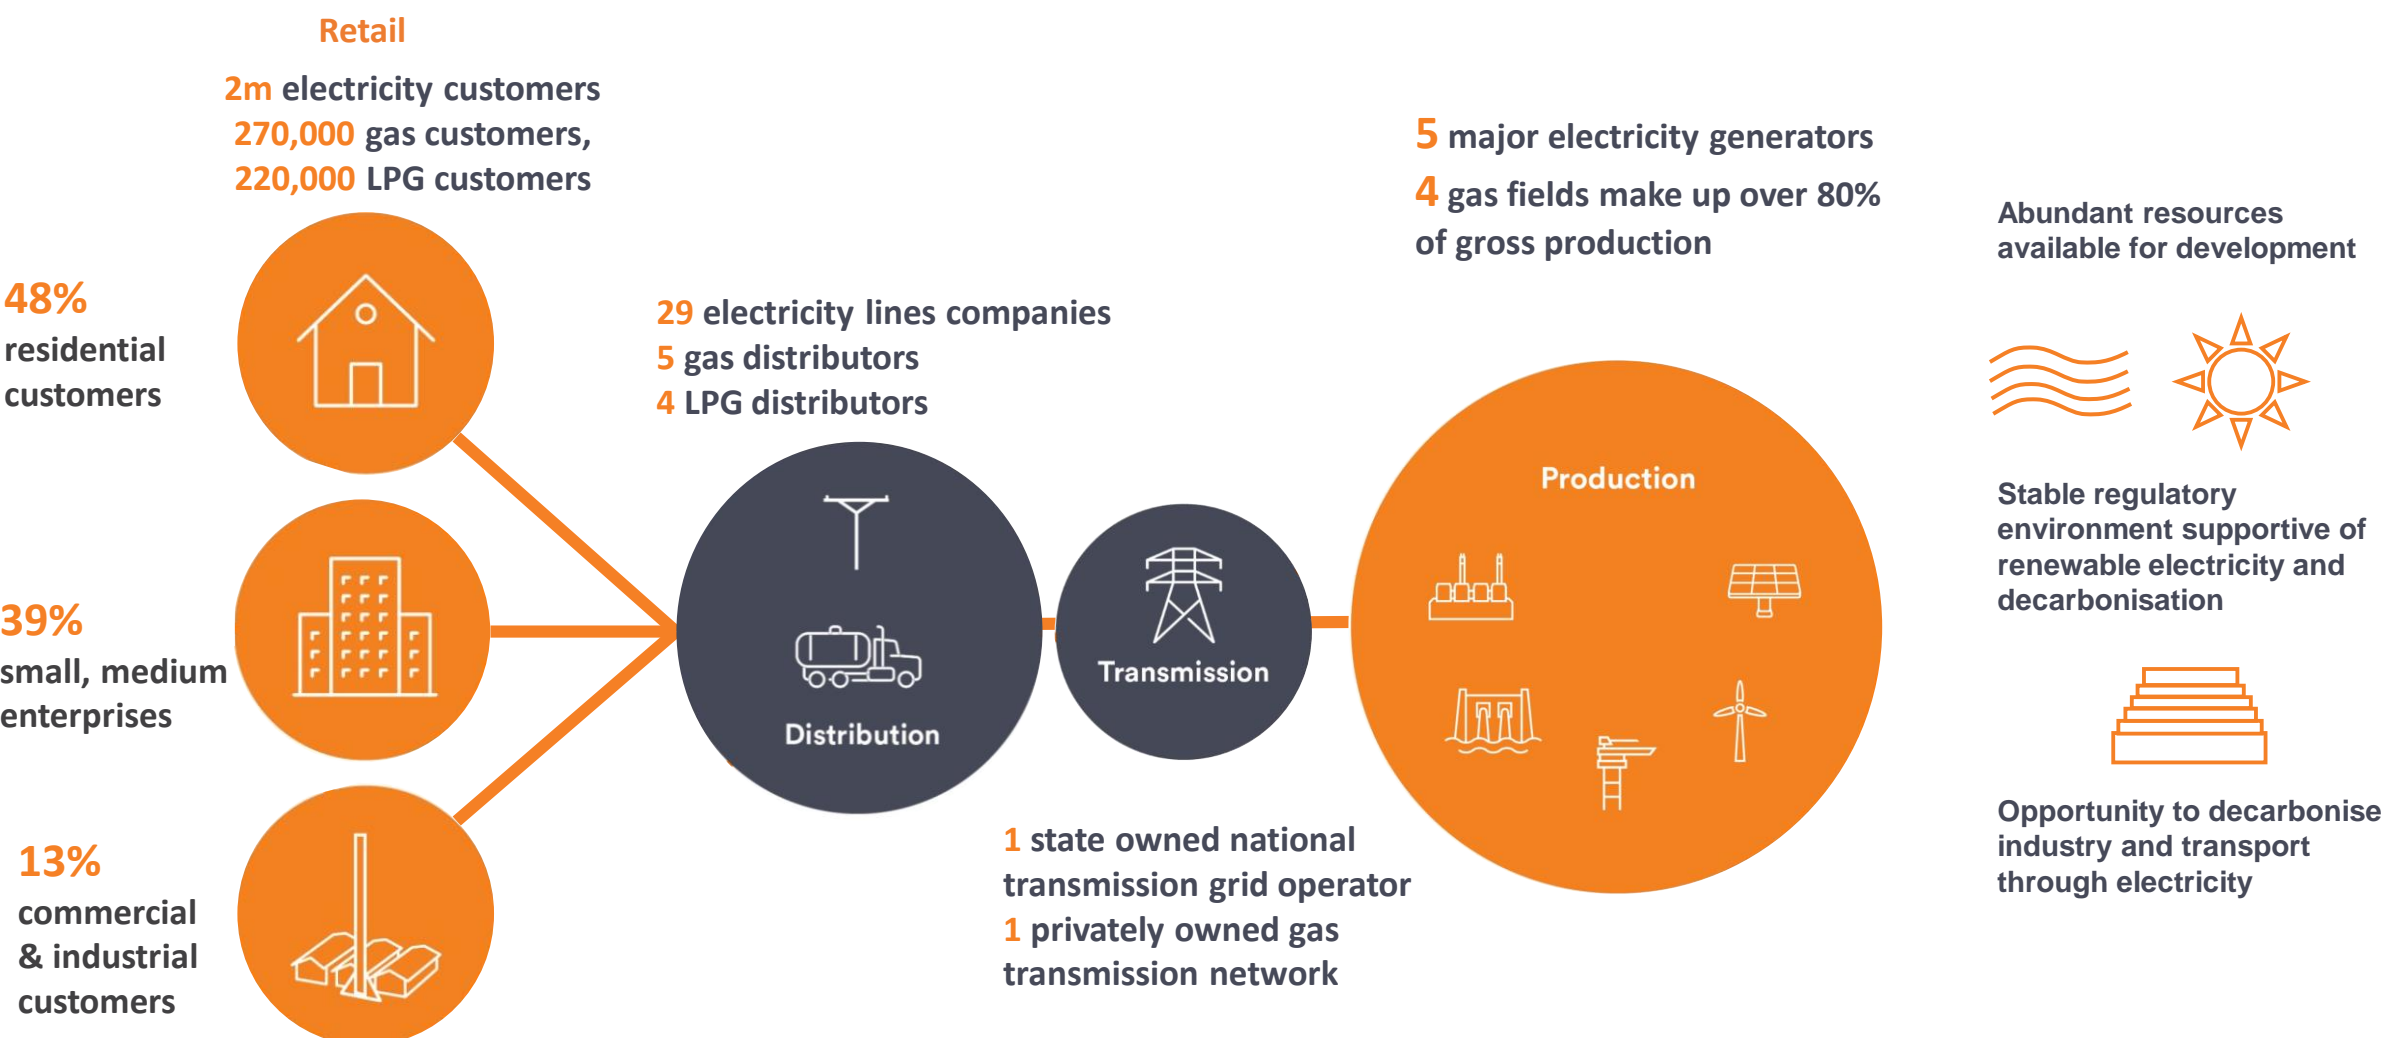 Retail
2m electricity customers
270,000 gas customers,
220,000 LPG customers
48%
residential
customers
39%
small, medium
enterprises
13%
commercial
& industrial
customers
29 electricity lines companies
5 gas distributors
4 LPG distributors
Distribution
Transmission
1 state owned national
transmission grid operator
1 privately owned gas
transmission network
5 major electricity generators
4 gas fields make up over 80%
of gross production
Production
Abundant resources
available for development
Stable regulatory
environment supportive of
renewable electricity and
decarbonisation
Opportunity to decarbonise
industry and transport
through electricity